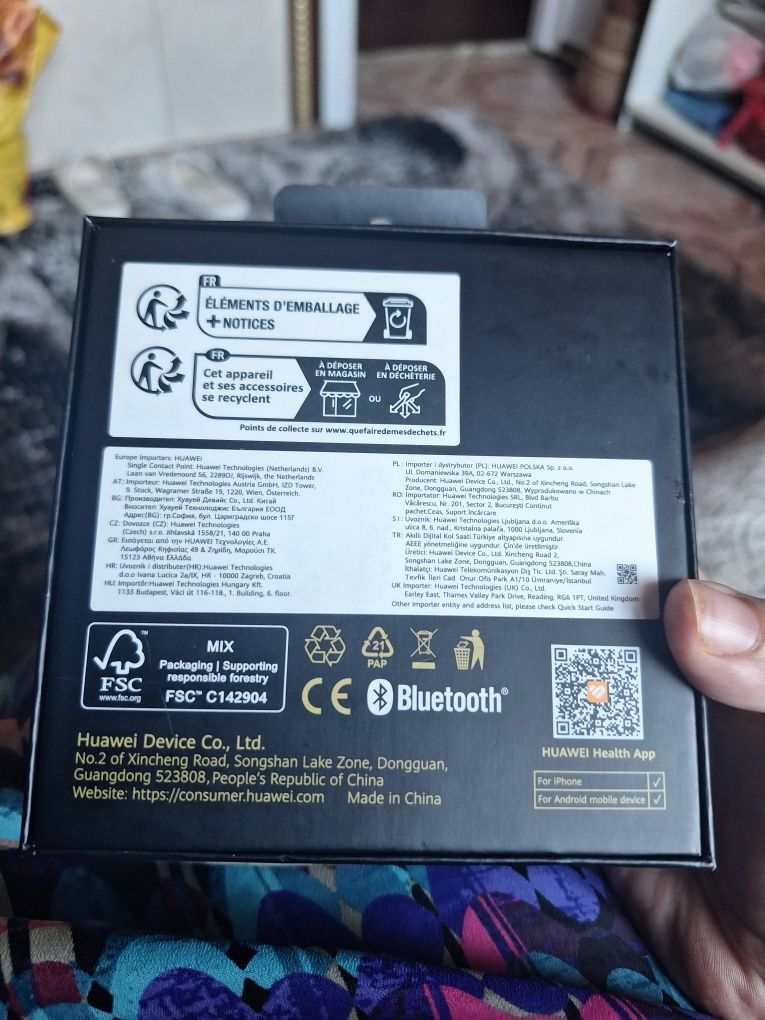 FR
ÉLÉMENTS D'EMBALLAGE
+ NOTICES
FR
Cet appareil
et ses accessoires
se recyclent
À DÉPOSER
EN MAGASIN
OU
À DÉPOSER
EN DÉCHÈTERIE
Points de collecte sur www.quefairedemesdechets.fr
Europe Importers: HUAWEI
Single Contact Point: Huawei Technologies (Netherlands) B.V.
Laan van Vredenoord 56, 2289DJ, Rijswijk, the Netherlands
AT: Importeur: Huawei Technologies Austria GmbH, IZD Tower,
9. Stock, Wagramer Straße 19, 1220, Wien, Österreich.
BG: Производител: Хуауей Девайс Co., Ltd. Китай
Вносител: Хуауей Технолоджис България ЕООД
Адрес(BG): гр.София, бул. Цариградско шосе 115Г
CZ: Dovozce (CZ): Huawei Technologies
(Czech) s.r.o. Jihlavská 1558/21, 140 00 Praha
GR: Εισάγεται από την HUAWEI Τεχνολογίες Α.Ε.
Λεωφόρος Κηφισίας 49 & Ζηρίδη, Μαρούσι ΤΚ.
15123 Αθήνα Ελλάδα
HR: Uvoznik i distributer(HR):Huawei Technologies
d.o.o Ivana Lucica 2a/IX, HR - 10000 Zagreb, Croatia
HU: Importőr:Huawei Technologies Hungary Kft.
1133 Budapest, Váci út 116-118., 1. Building, 6. floor.
PL: Importer i dystrybutor (PL): HUAWEI POLSKA Sp. z o.o.
Ul. Domaniewska 39A, 02-672 Warszawa
Producent: Huawei Device Co., Ltd., No.2 of Xincheng Road, Songshan Lake
Zone, Dongguan, Guangdong 523808, Wyprodukowano w Chinach
RO: Importator: Huawei Technologies SRL, Blvd Barbu
Văcărescu, Nr. 201, Sector 2, București Continut
pachet:Ceas, Suport încărcare
SI: Uvoznik: Huawei Technologies Ljubljana d.o.o. Ameriška
ulica 8, 6. nad., Kristalna palača, 1000 Ljubljana, Slovenia
TR: Akıllı Dijital Kol Saati.Türkiye altyapısına uygundur.
AEEE yönetmeliğine uygundur. Çin'de üretilmiştir.
Üretici: Huawei Device Co., Ltd. Xincheng Road 2,
Songshan Lake Zone, Dongguan, Guangdong 523808,China
İthalatçı: Huawei Telekomünikasyon Dış Tic. Ltd. Şti. Saray Mah.
Tevfik İleri Cad. Onur Ofis Park A1/10 Ümraniye/İstanbul
UK Importer: Huawei Technologies (UK) Co., Ltd.
Earley East, Thames Valley Park Drive, Reading, RG6 1PT, United Kingdom
Other importer entity and address list, please check Quick Start Guide
FSC
www.fsc.org
MIX
Packaging | Supporting
responsible forestry
FSC™ C142904
21
PAP
CE
Bluetooth®
HUAWEI Health App
For iPhone ✓
For Android mobile device ✓
Huawei Device Co., Ltd.
No.2 of Xincheng Road, Songshan Lake Zone, Dongguan,
Guangdong 523808, People's Republic of China
Website: https://consumer.huawei.com Made in China